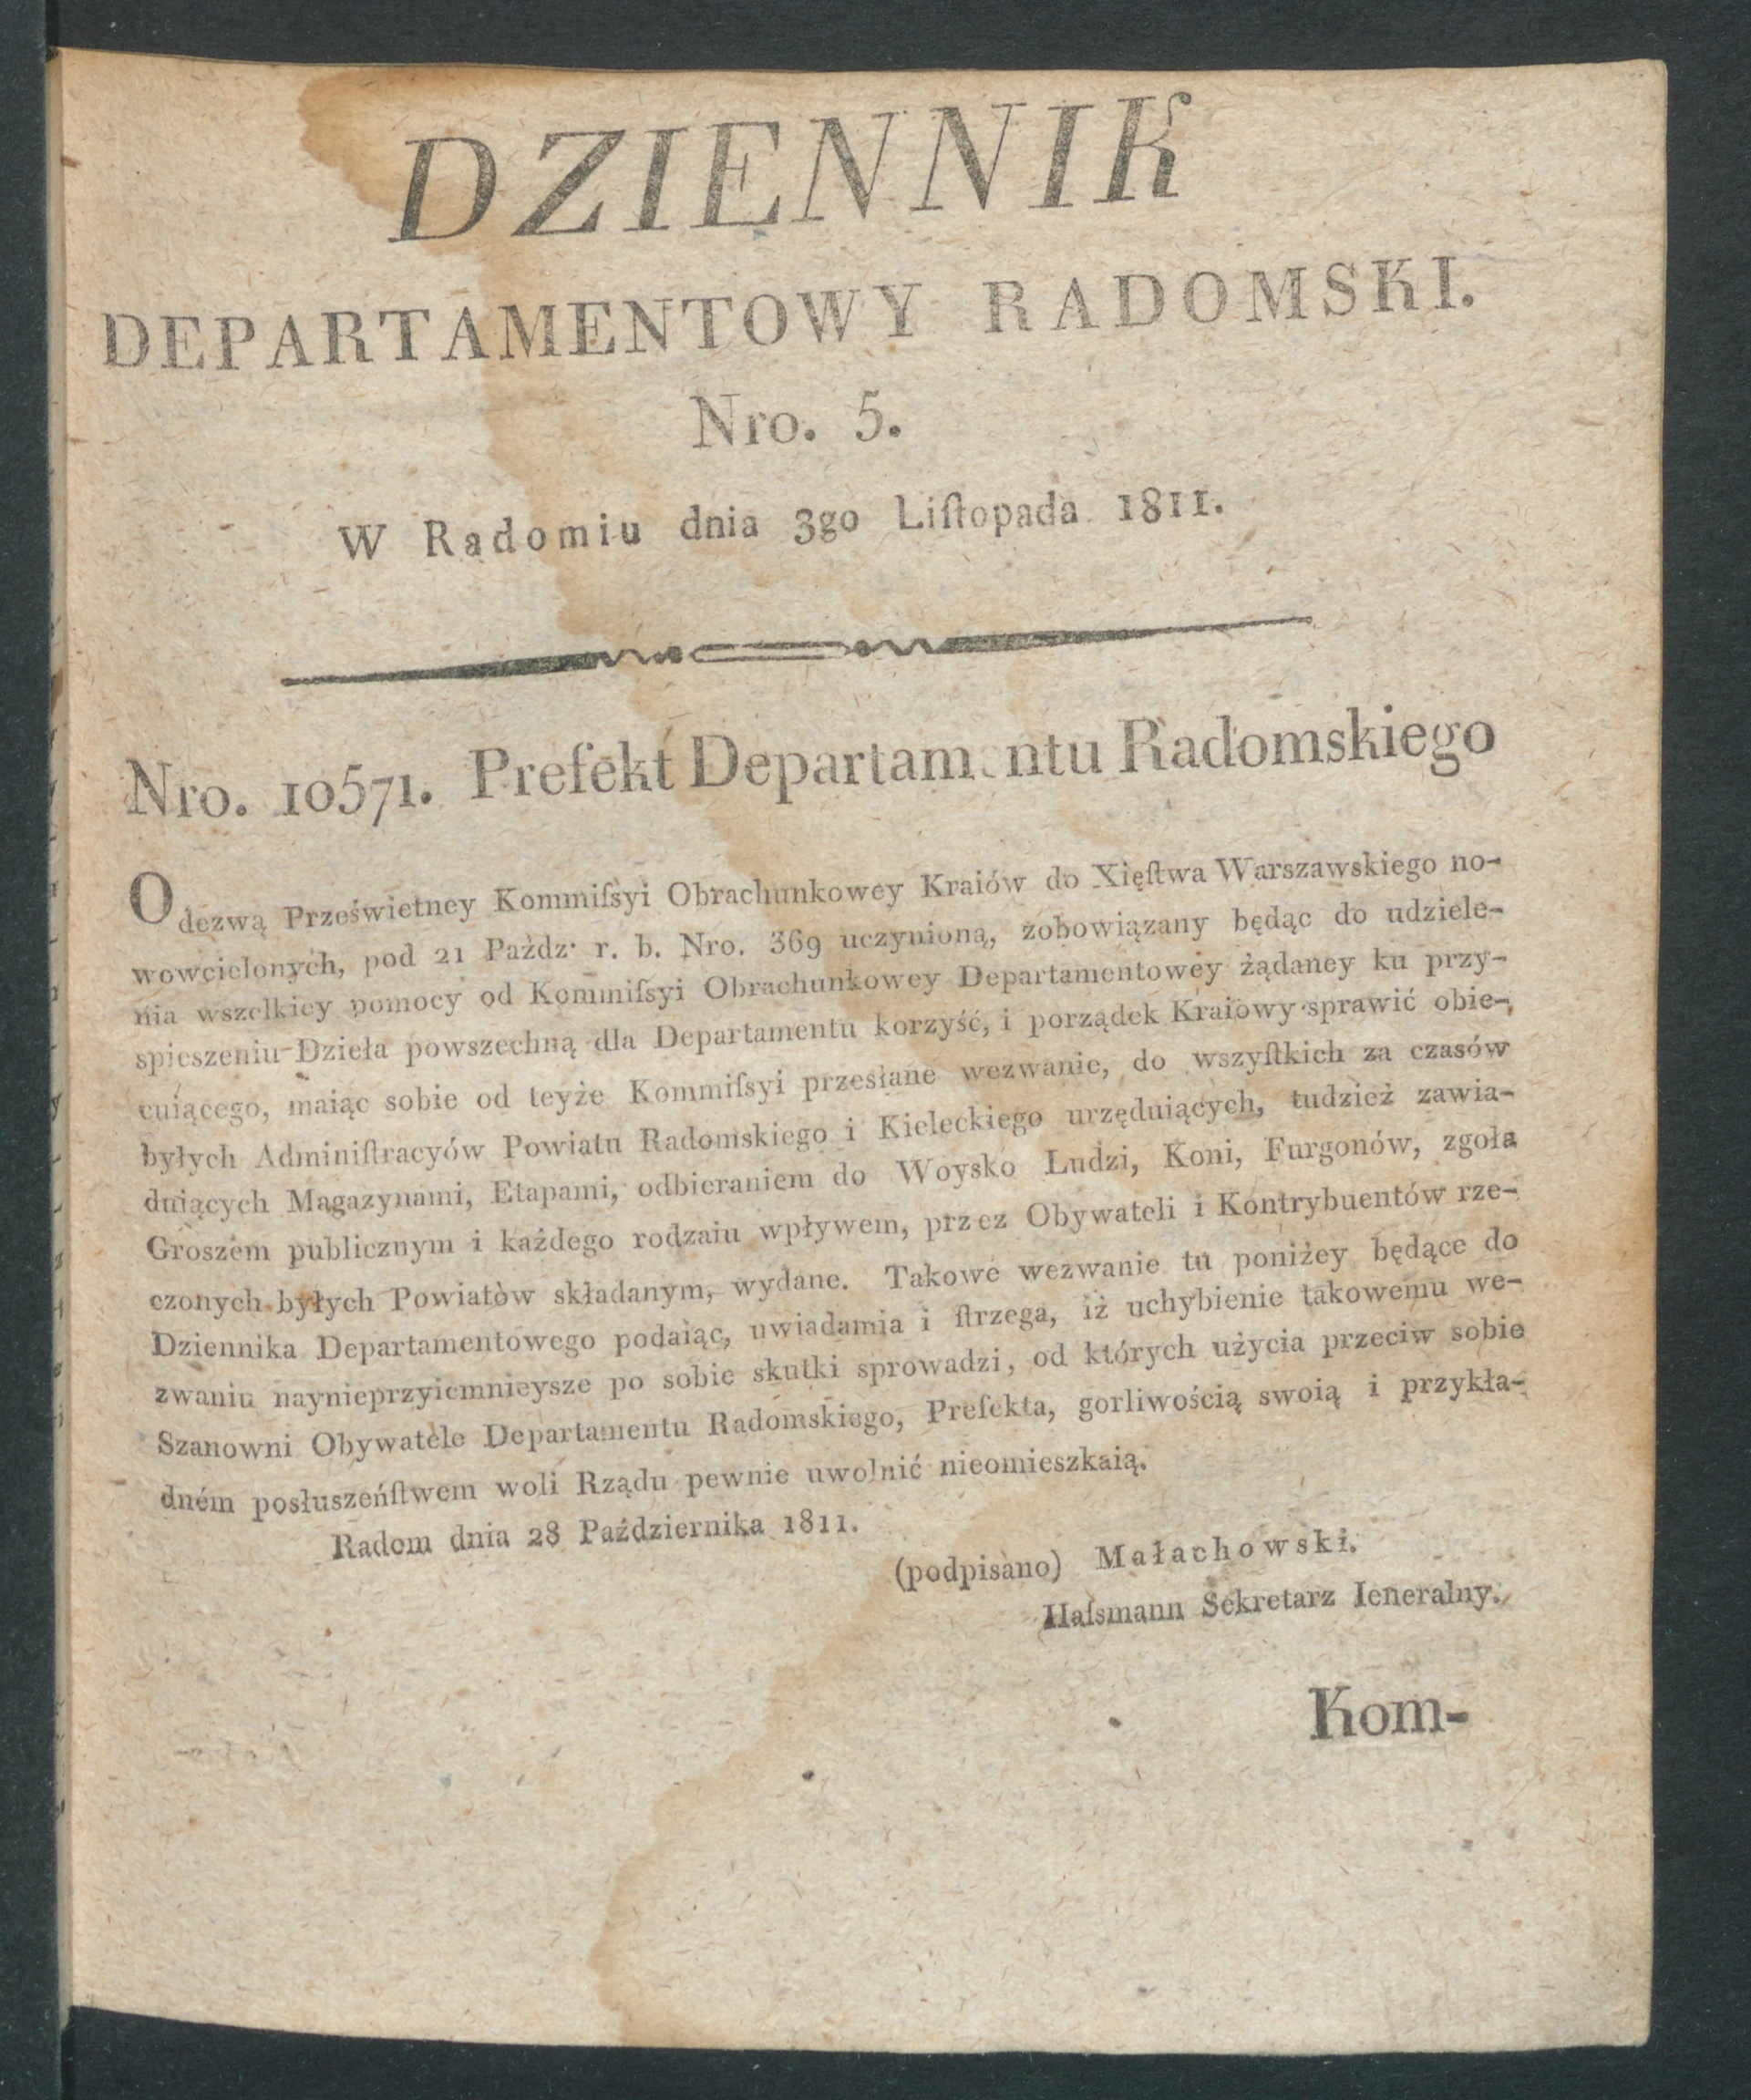 DZIENNIK
DEPARTAMENTOWY RADOMSKI.
Nro. 5.
W Radomiu dnia 3go Liſtopada 1811.
Nro. 10571. Prefekt Departamentu Radomskiego
Odezwą Prześwietney Kommiſsyi Obrachunkowey Kraiów do Xięſtwa Warszawskiego no-
wowcielonych, pod 21 Paźdz. r. b. Nro. 369 uczynioną, zobowiązany będąc do udziele-
nia wszelkiey pomocy od Kommiſsyi Obrachunkowey Departamentowey żądaney ku przy-
spieszeniu Dzieła powszechną dla Departamentu korzyść, i porządek Kraiowy sprawić obie-
cuiącego, maiąc sobie od teyże Kommiſsyi przesłane wezwanie, do wszyſtkich za czasów
byłych Adminiſtracyów Powiatu Radomskiego i Kieleckiego urzęduiących, tudzież zawia-
duiących Magazynami, Etapami, odbieraniem do Woysko Ludzi, Koni, Furgonów, zgoła
Groszem publicznym i każdego rodzaiu wpływem, przez Obywateli i Kontrybuentów rze-
czonych byłych Powiatòw składanym, wydane. Takowe wezwanie tu poniżey będące do
Dziennika Departamentowego podaiąc, uwiadamia i ſtrzega, iż uchybienie takowemu we-
zwaniu naynieprzyiemnieysze po sobie skutki sprowadzi, od których użycia przeciw sobie
Szanowni Obywatele Departamentu Radomskiego, Prefekta, gorliwością swoią i przykła-
dném posłuszeńſtwem woli Rządu pewnie uwolnić nieomieszkaią.
Radom dnia 28 Października 1811.
(podpisano) Małachowski.
Haſsmann Sekretarz Ieneralny.
Kom-